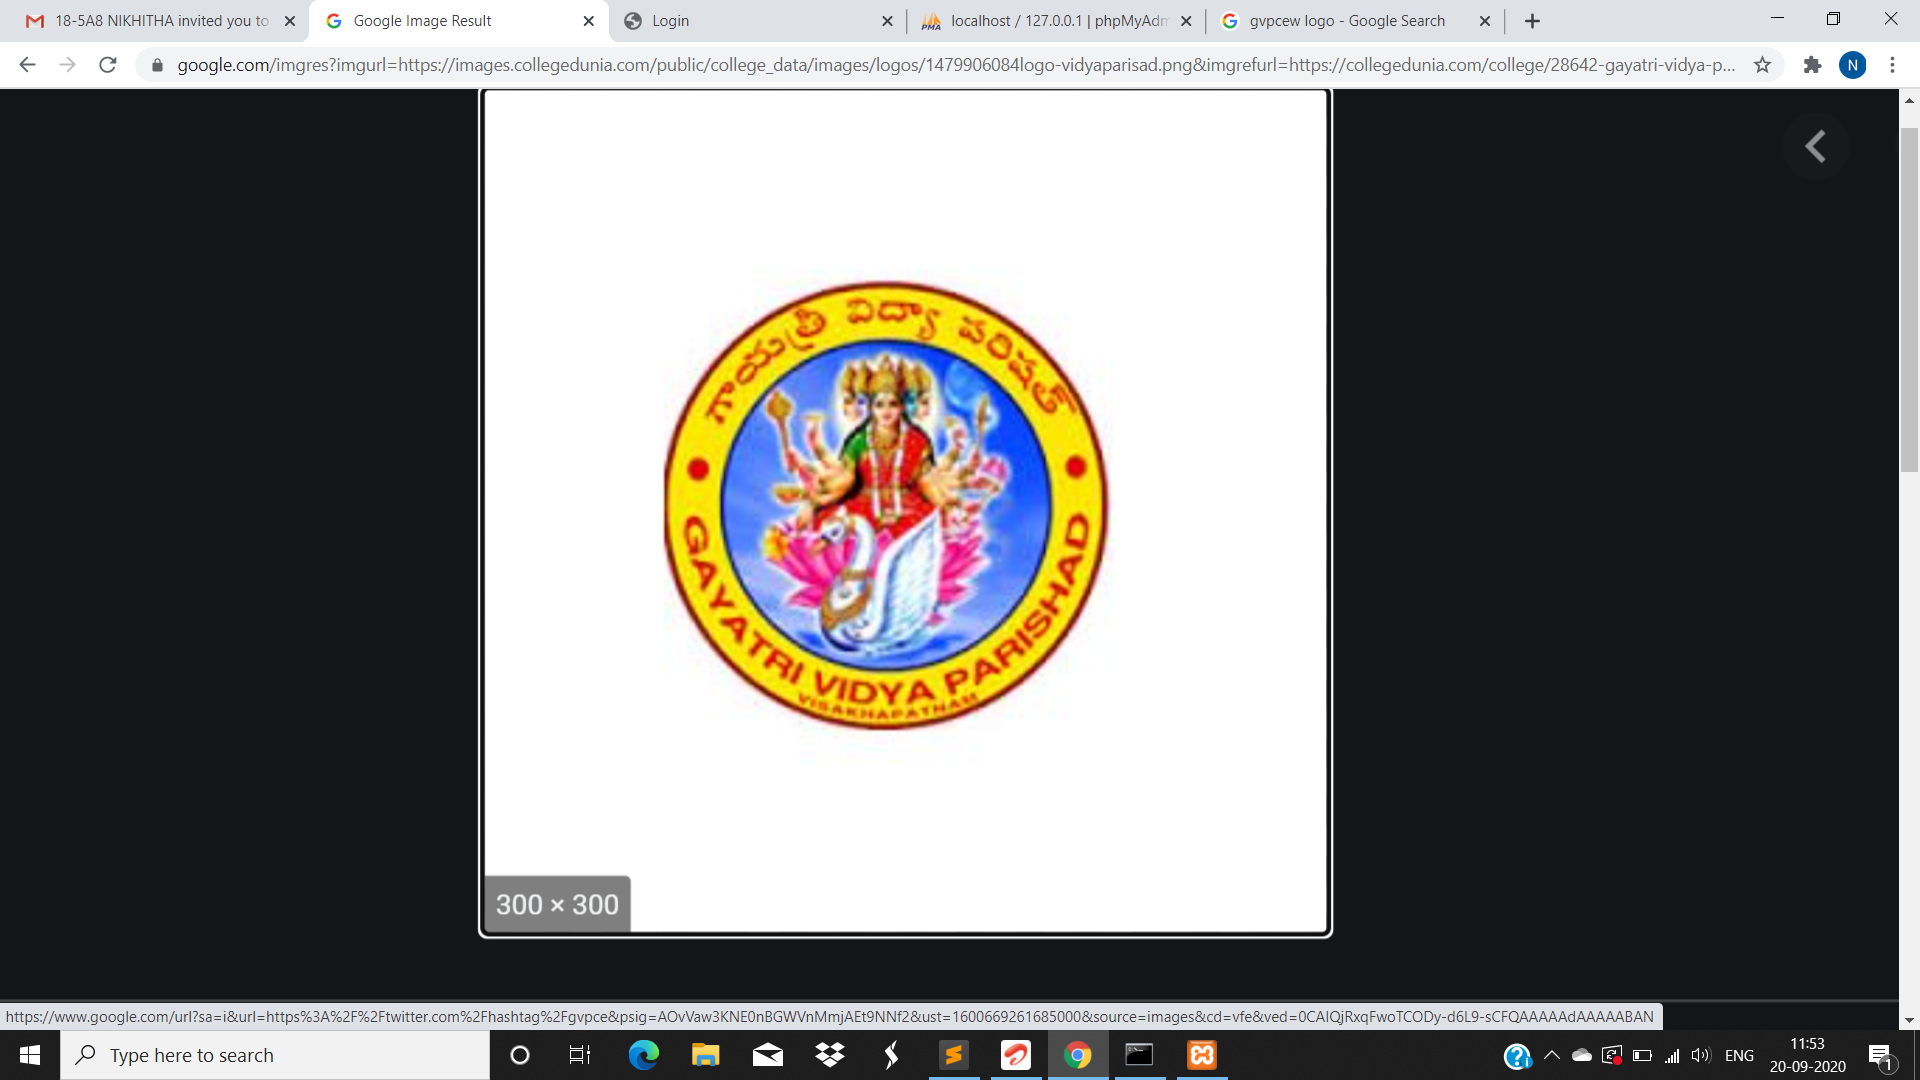 18-5A8 NIKHITHA invited you to
Google Image Result
Login
localhost / 127.0.0.1 | phpMyAdm
gvpcew logo - Google Search
google.com/imgres?imgurl=https://images.collegedunia.com/public/college_data/images/logos/1479906084logo-vidyaparisad.png&imgrefurl=https://collegedunia.com/college/28642-gayatri-vidya-p...
N
గాయత్రీ విద్యా పరిషత్
GAYATRI VIDYA PARISHAD
VISAKHAPATNAM
300 × 300
https://www.google.com/url?sa=i&url=https%3A%2F%2Ftwitter.com%2Fhashtag%2Fgvpce&psig=AOvVaw3KNE0nBGWVnMmjAEt9NNf2&ust=1600669261685000&source=images&cd=vfe&ved=0CAIQjRxqFwoTCODy-d6L9-sCFQAAAAAdAAAAABAN
Type here to search
ENG
11:53
20-09-2020
1